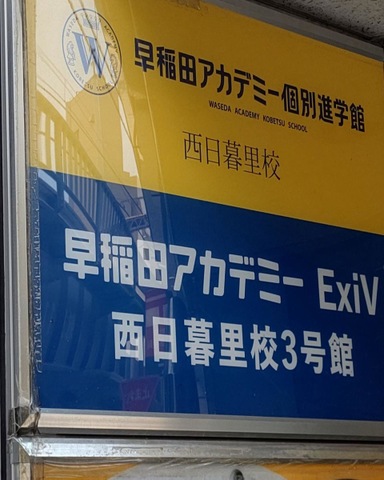 早稲田アカデミー個別進学館
WASEDA ACADEMY KOBETSU SCHOOL
西日暮里校
早稲田アカデミー ExiV
西日暮里校3号館